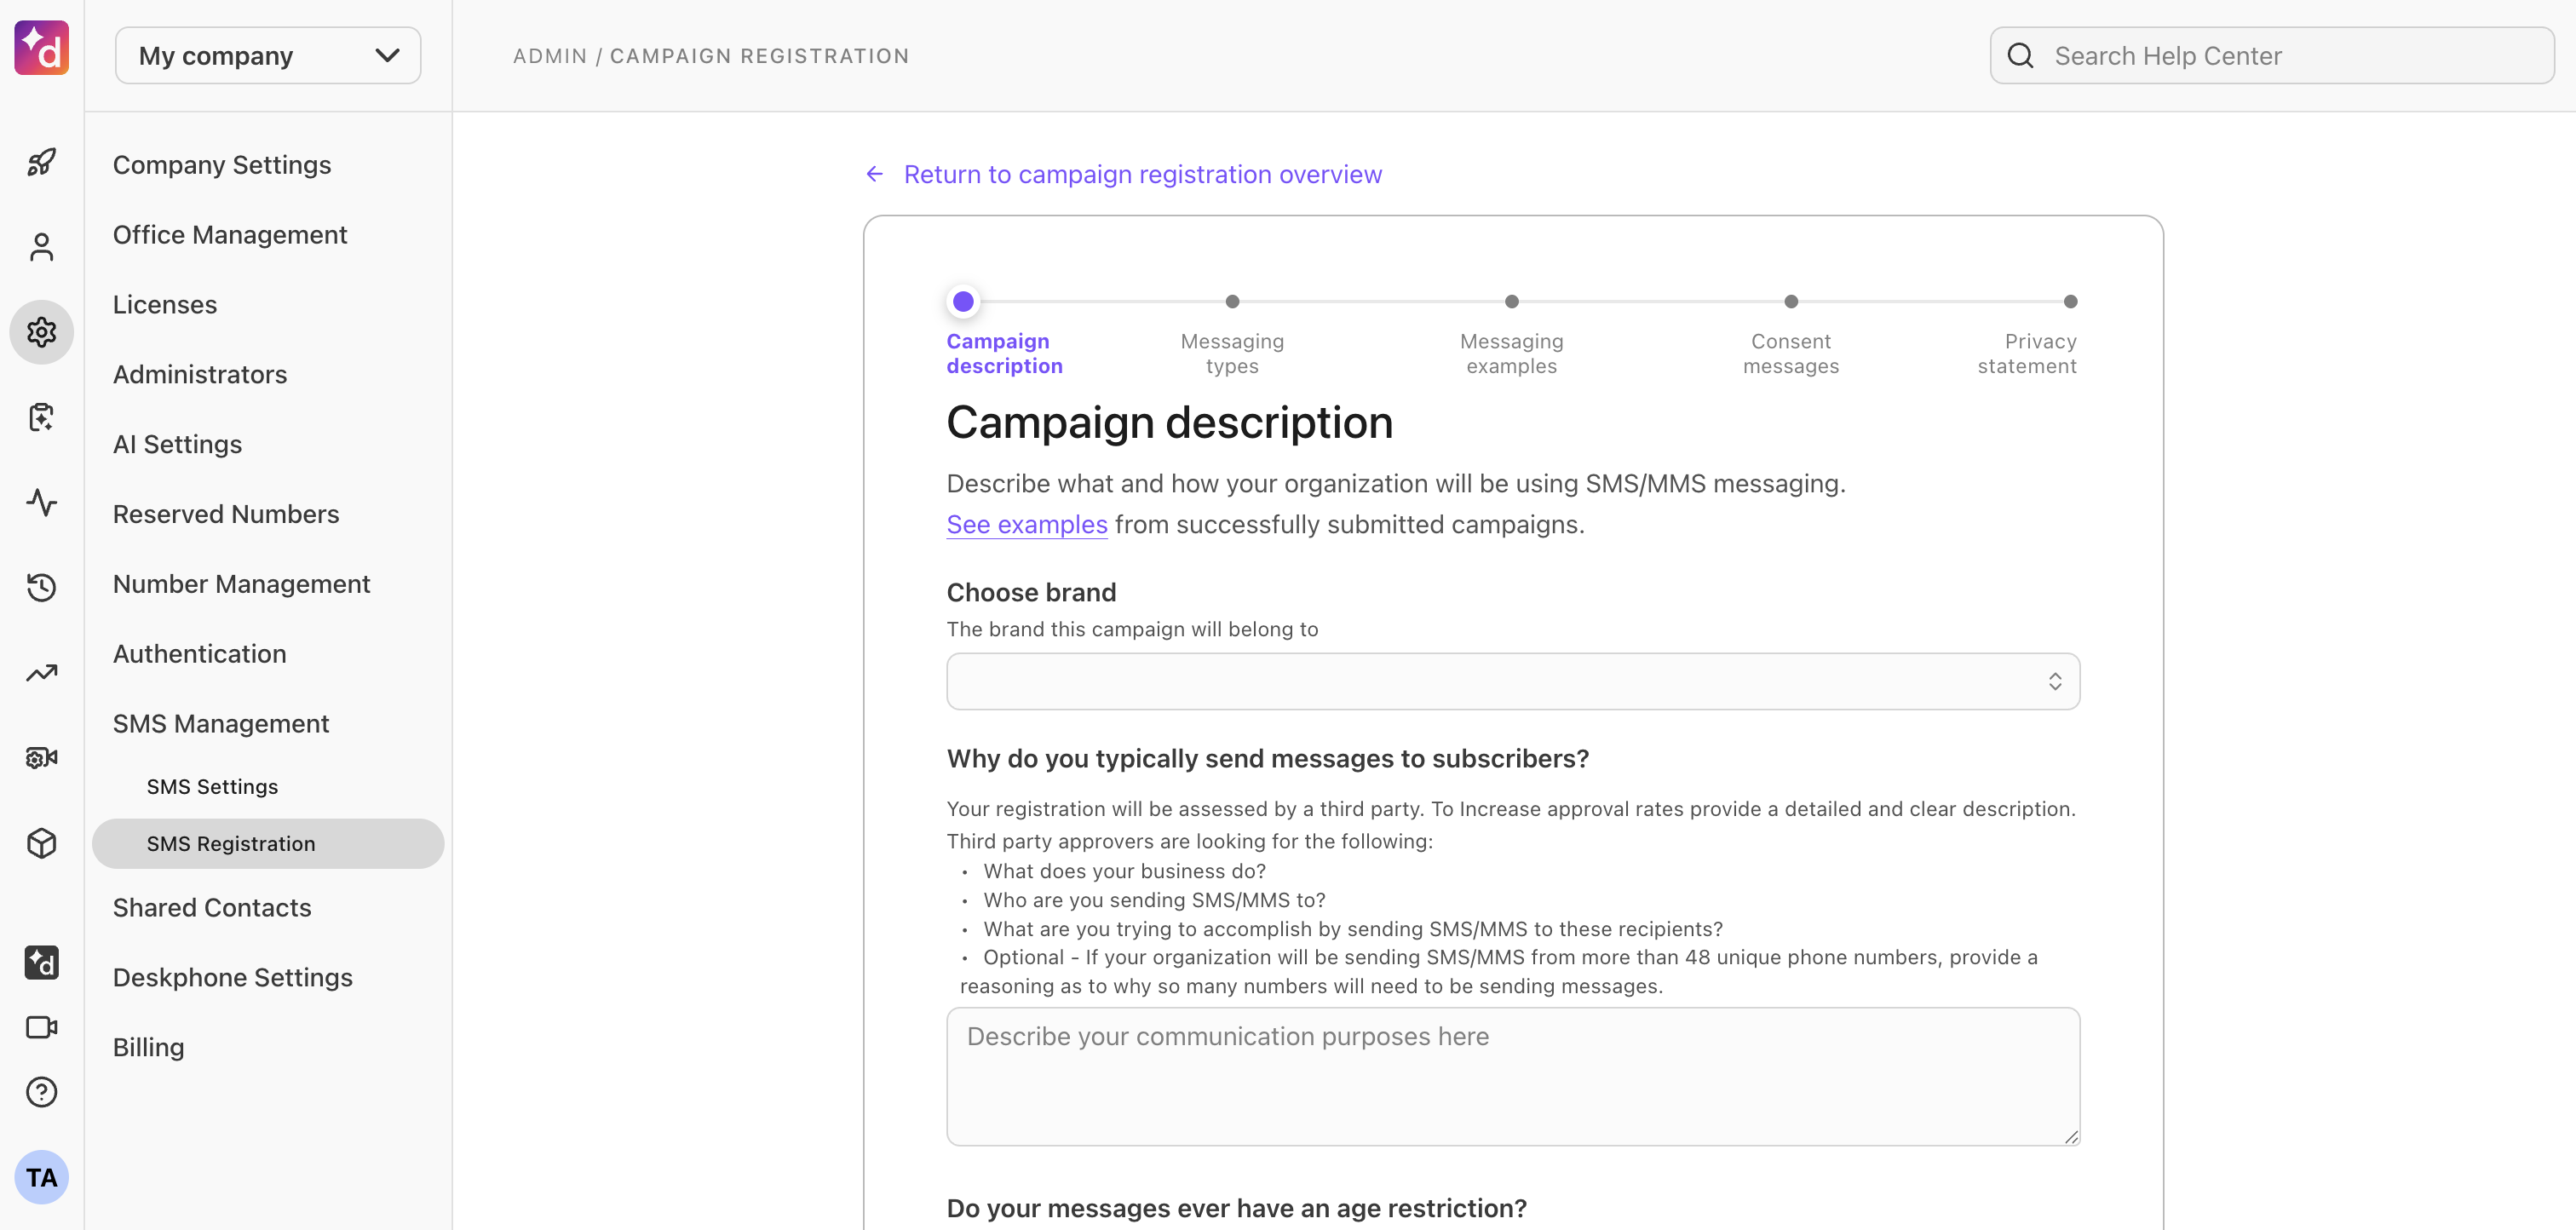 d
My company
ADMIN / CAMPAIGN REGISTRATION
Search Help Center
Company Settings
Office Management
Licenses
Administrators
AI Settings
Reserved Numbers
Number Management
Authentication
SMS Management
SMS Settings
SMS Registration
Shared Contacts
Deskphone Settings
Billing
d
TA
Return to campaign registration overview
Campaign
description
Messaging
types
Messaging
examples
Consent
messages
Privacy
statement
Campaign description
Describe what and how your organization will be using SMS/MMS messaging.
See examples from successfully submitted campaigns.
Choose brand
The brand this campaign will belong to
Why do you typically send messages to subscribers?
Your registration will be assessed by a third party. To Increase approval rates provide a detailed and clear description.
Third party approvers are looking for the following:
• What does your business do?
• Who are you sending SMS/MMS to?
• What are you trying to accomplish by sending SMS/MMS to these recipients?
• Optional - If your organization will be sending SMS/MMS from more than 48 unique phone numbers, provide a
reasoning as to why so many numbers will need to be sending messages.
Describe your communication purposes here
Do your messages ever have an age restriction?